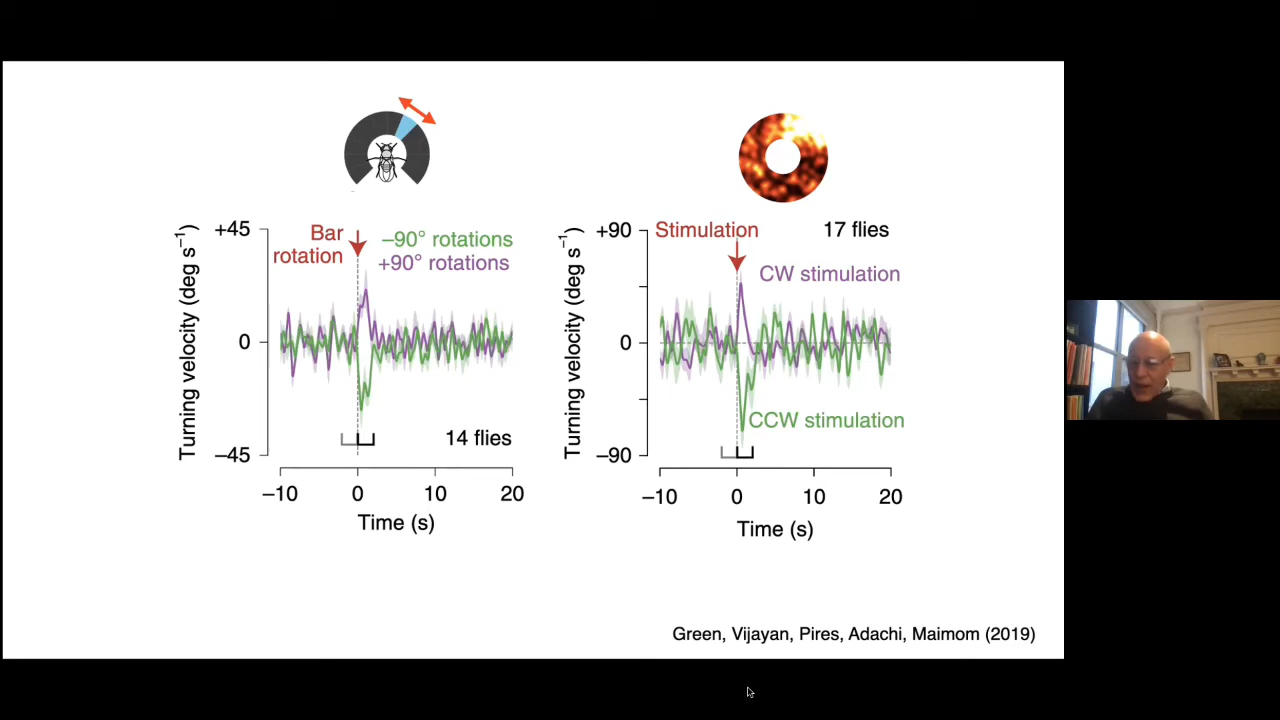 Turning velocity (deg s⁻¹)
+45
0
–45
Bar
rotation
–90° rotations
+90° rotations
14 flies
–10
0
10
20
Time (s)
Turning velocity (deg s⁻¹)
+90
0
–90
Stimulation
17 flies
CW stimulation
CCW stimulation
–10
0
10
20
Time (s)
Green, Vijayan, Pires, Adachi, Maimom (2019)